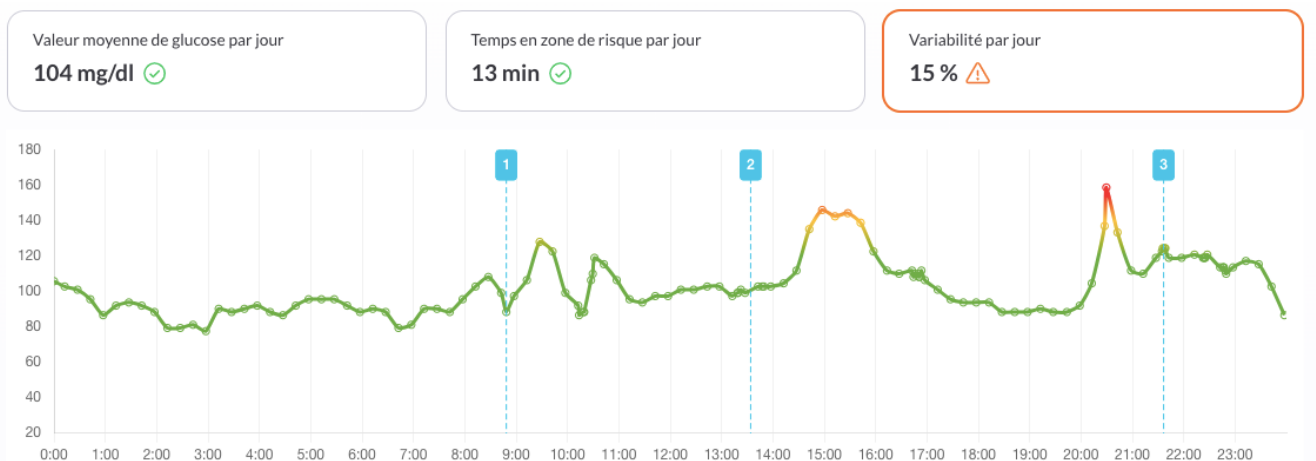 Valeur moyenne de glucose par jour
104 mg/dl
Temps en zone de risque par jour
13 min
Variabilité par jour
15 %
180
160
140
120
100
80
60
40
20
1
2
3
0:00 1:00 2:00 3:00 4:00 5:00 6:00 7:00 8:00 9:00 10:00 11:00 12:00 13:00 14:00 15:00 16:00 17:00 18:00 19:00 20:00 21:00 22:00 23:00